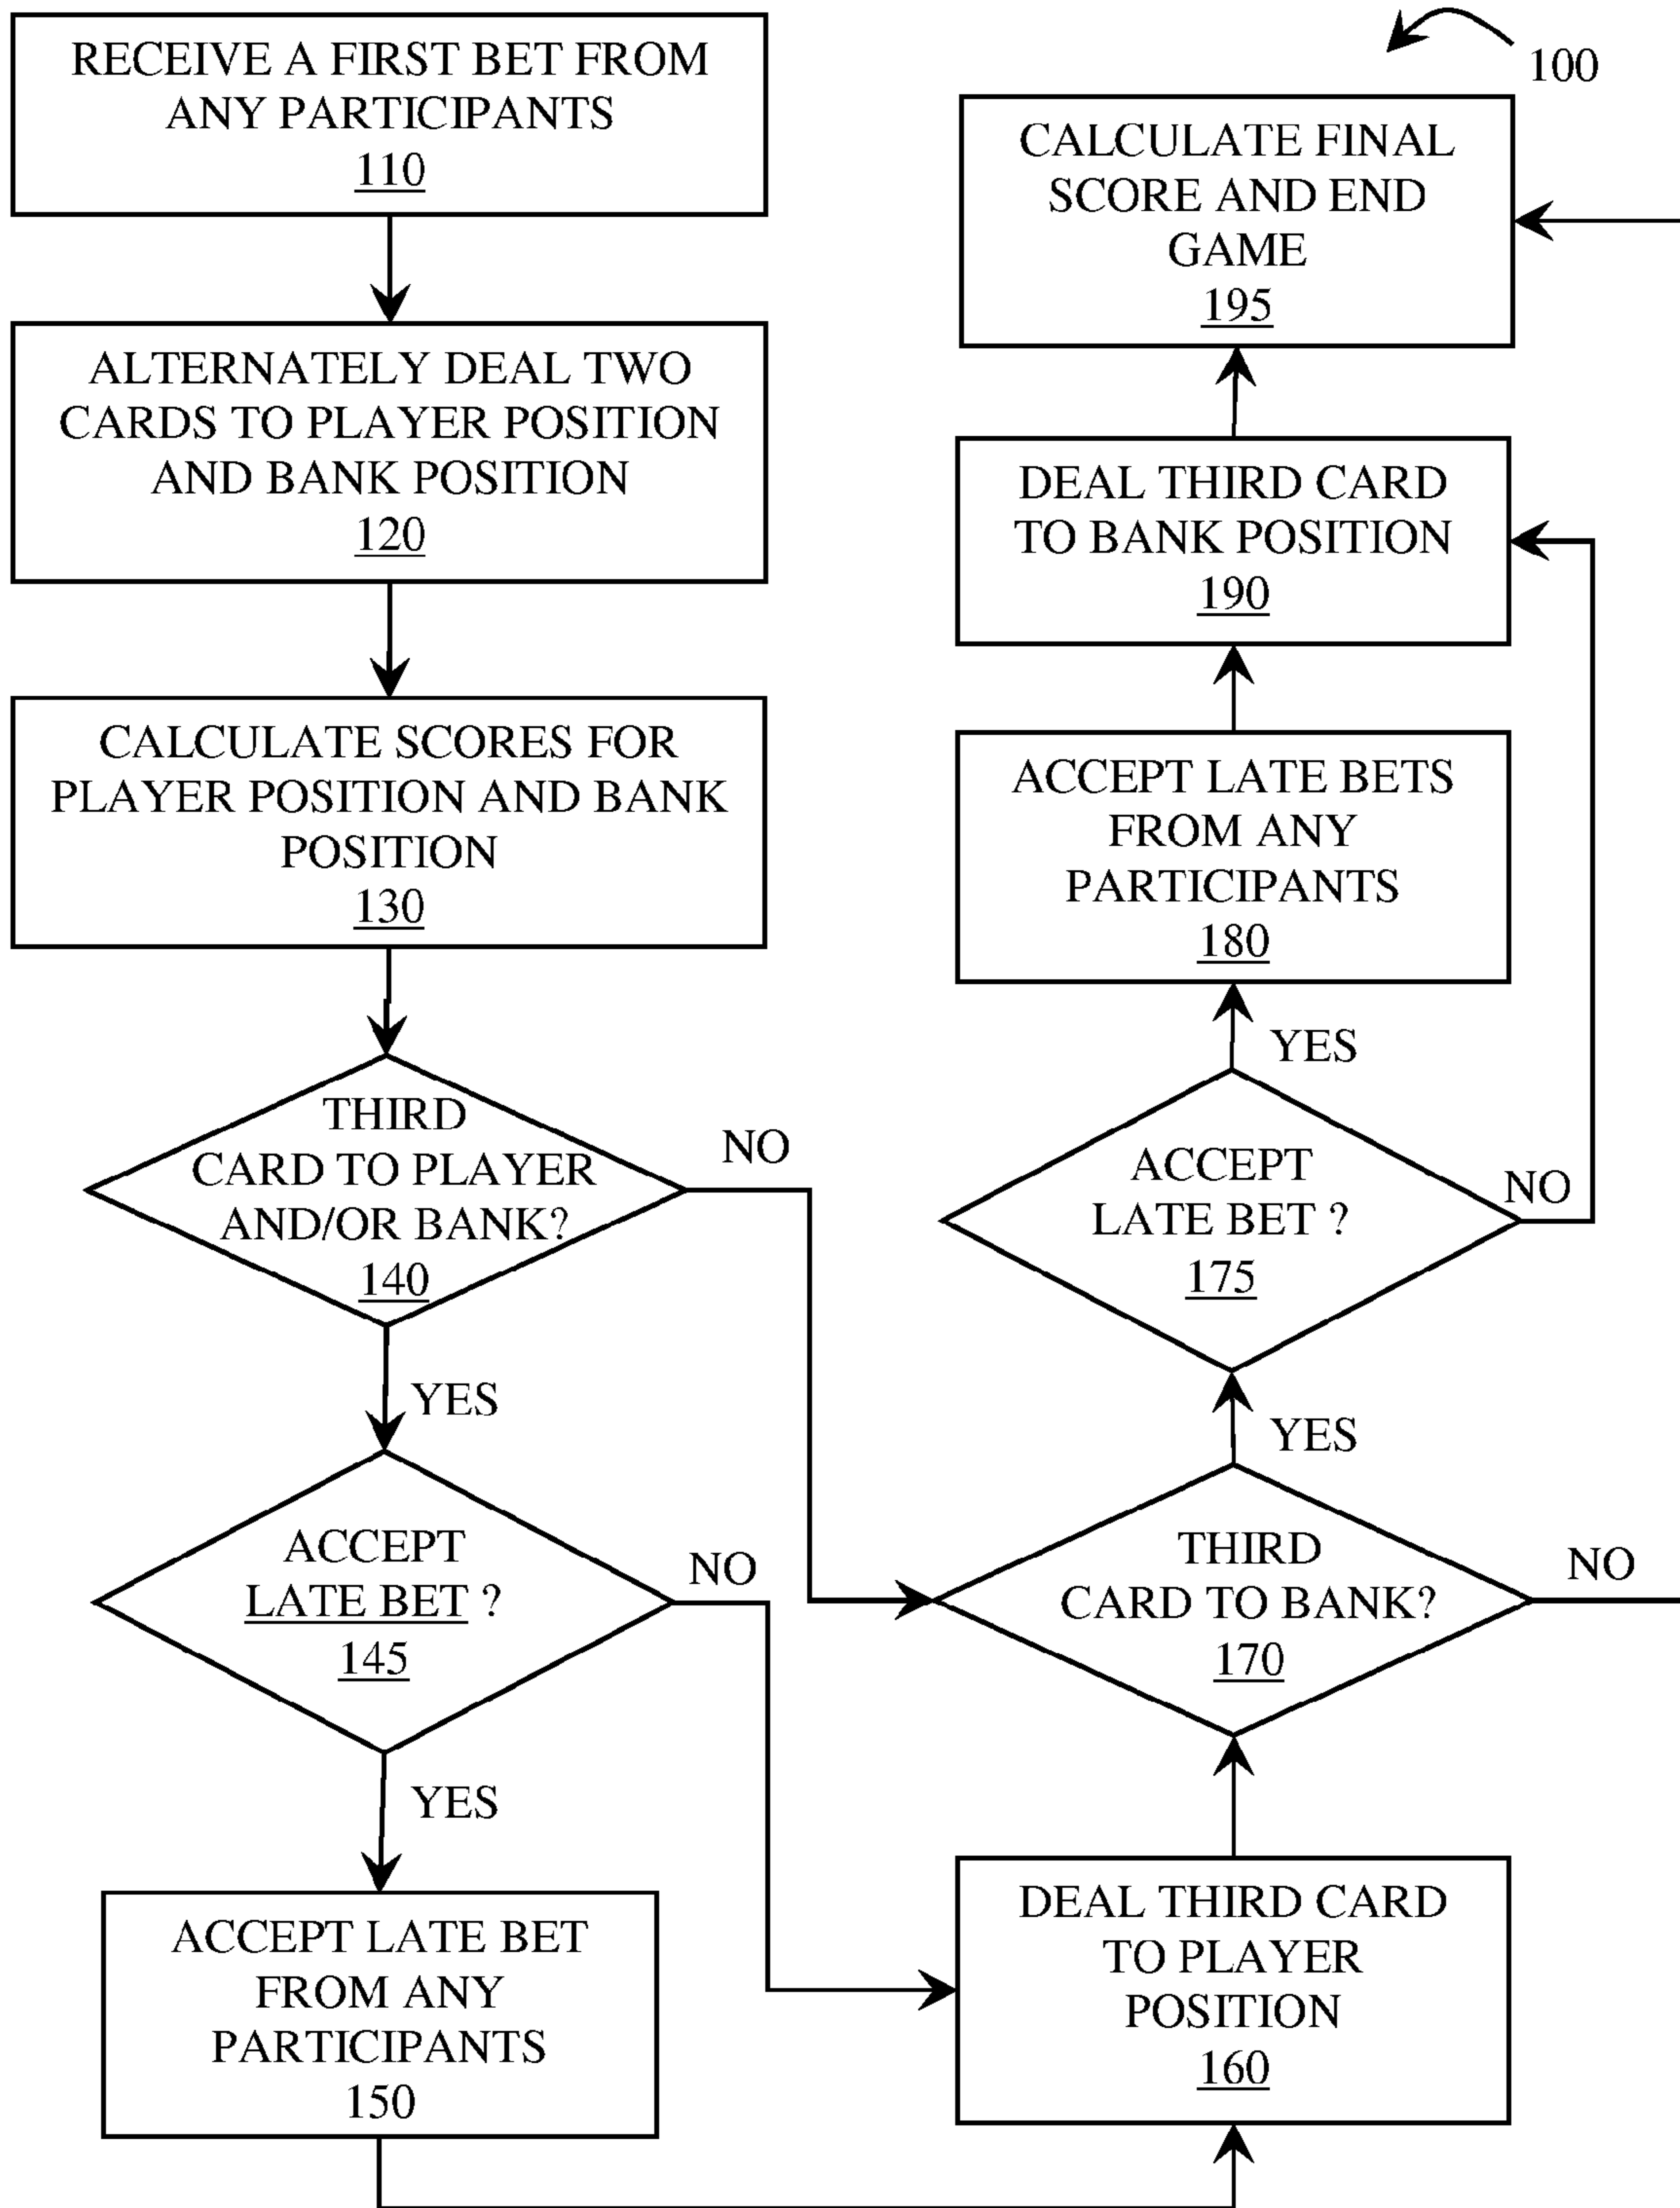 RECEIVE A FIRST BET FROM
ANY PARTICIPANTS
110
ALTERNATELY DEAL TWO
CARDS TO PLAYER POSITION
AND BANK POSITION
120
CALCULATE SCORES FOR
PLAYER POSITION AND BANK
POSITION
130
THIRD
CARD TO PLAYER
AND/OR BANK?
140
NO
YES
ACCEPT
LATE BET ?
145
NO
YES
ACCEPT LATE BET
FROM ANY
PARTICIPANTS
150
100
CALCULATE FINAL
SCORE AND END
GAME
195
DEAL THIRD CARD
TO BANK POSITION
190
ACCEPT LATE BETS
FROM ANY
PARTICIPANTS
180
YES
ACCEPT
LATE BET ?
175
NO
YES
THIRD
CARD TO BANK?
170
NO
DEAL THIRD CARD
TO PLAYER
POSITION
160